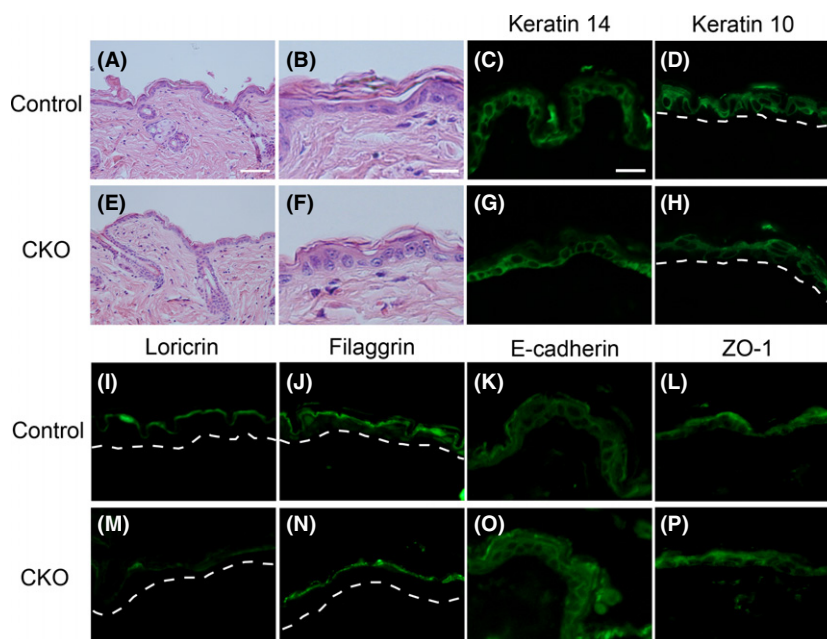 Keratin 14 Keratin 10
Control (A) (B) (C) (D)
CKO (E) (F) (G) (H)
Loricrin Filaggrin E-cadherin ZO-1
Control (I) (J) (K) (L)
CKO (M) (N) (O) (P)